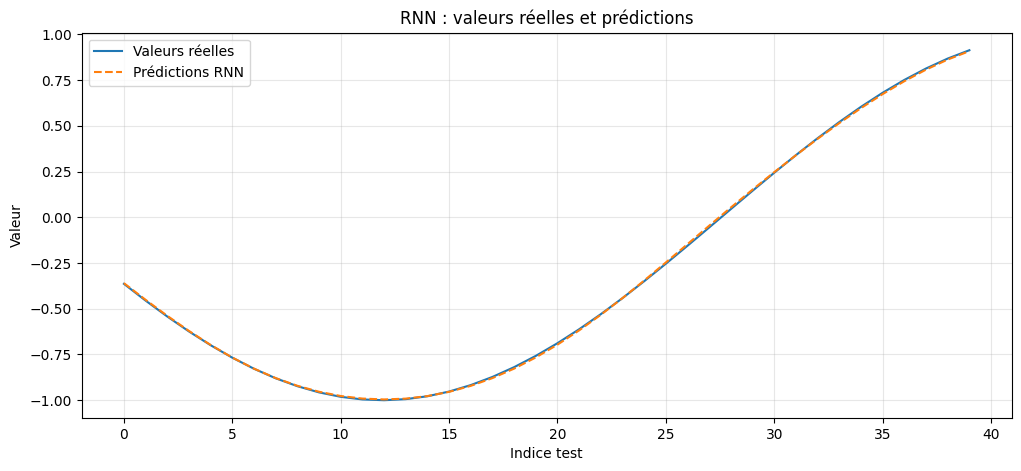 RNN : valeurs réelles et prédictions
Valeurs réelles
Prédictions RNN
1.00
0.75
0.50
0.25
0.00
−0.25
−0.50
−0.75
−1.00
Valeur
0 5 10 15 20 25 30 35 40
Indice test